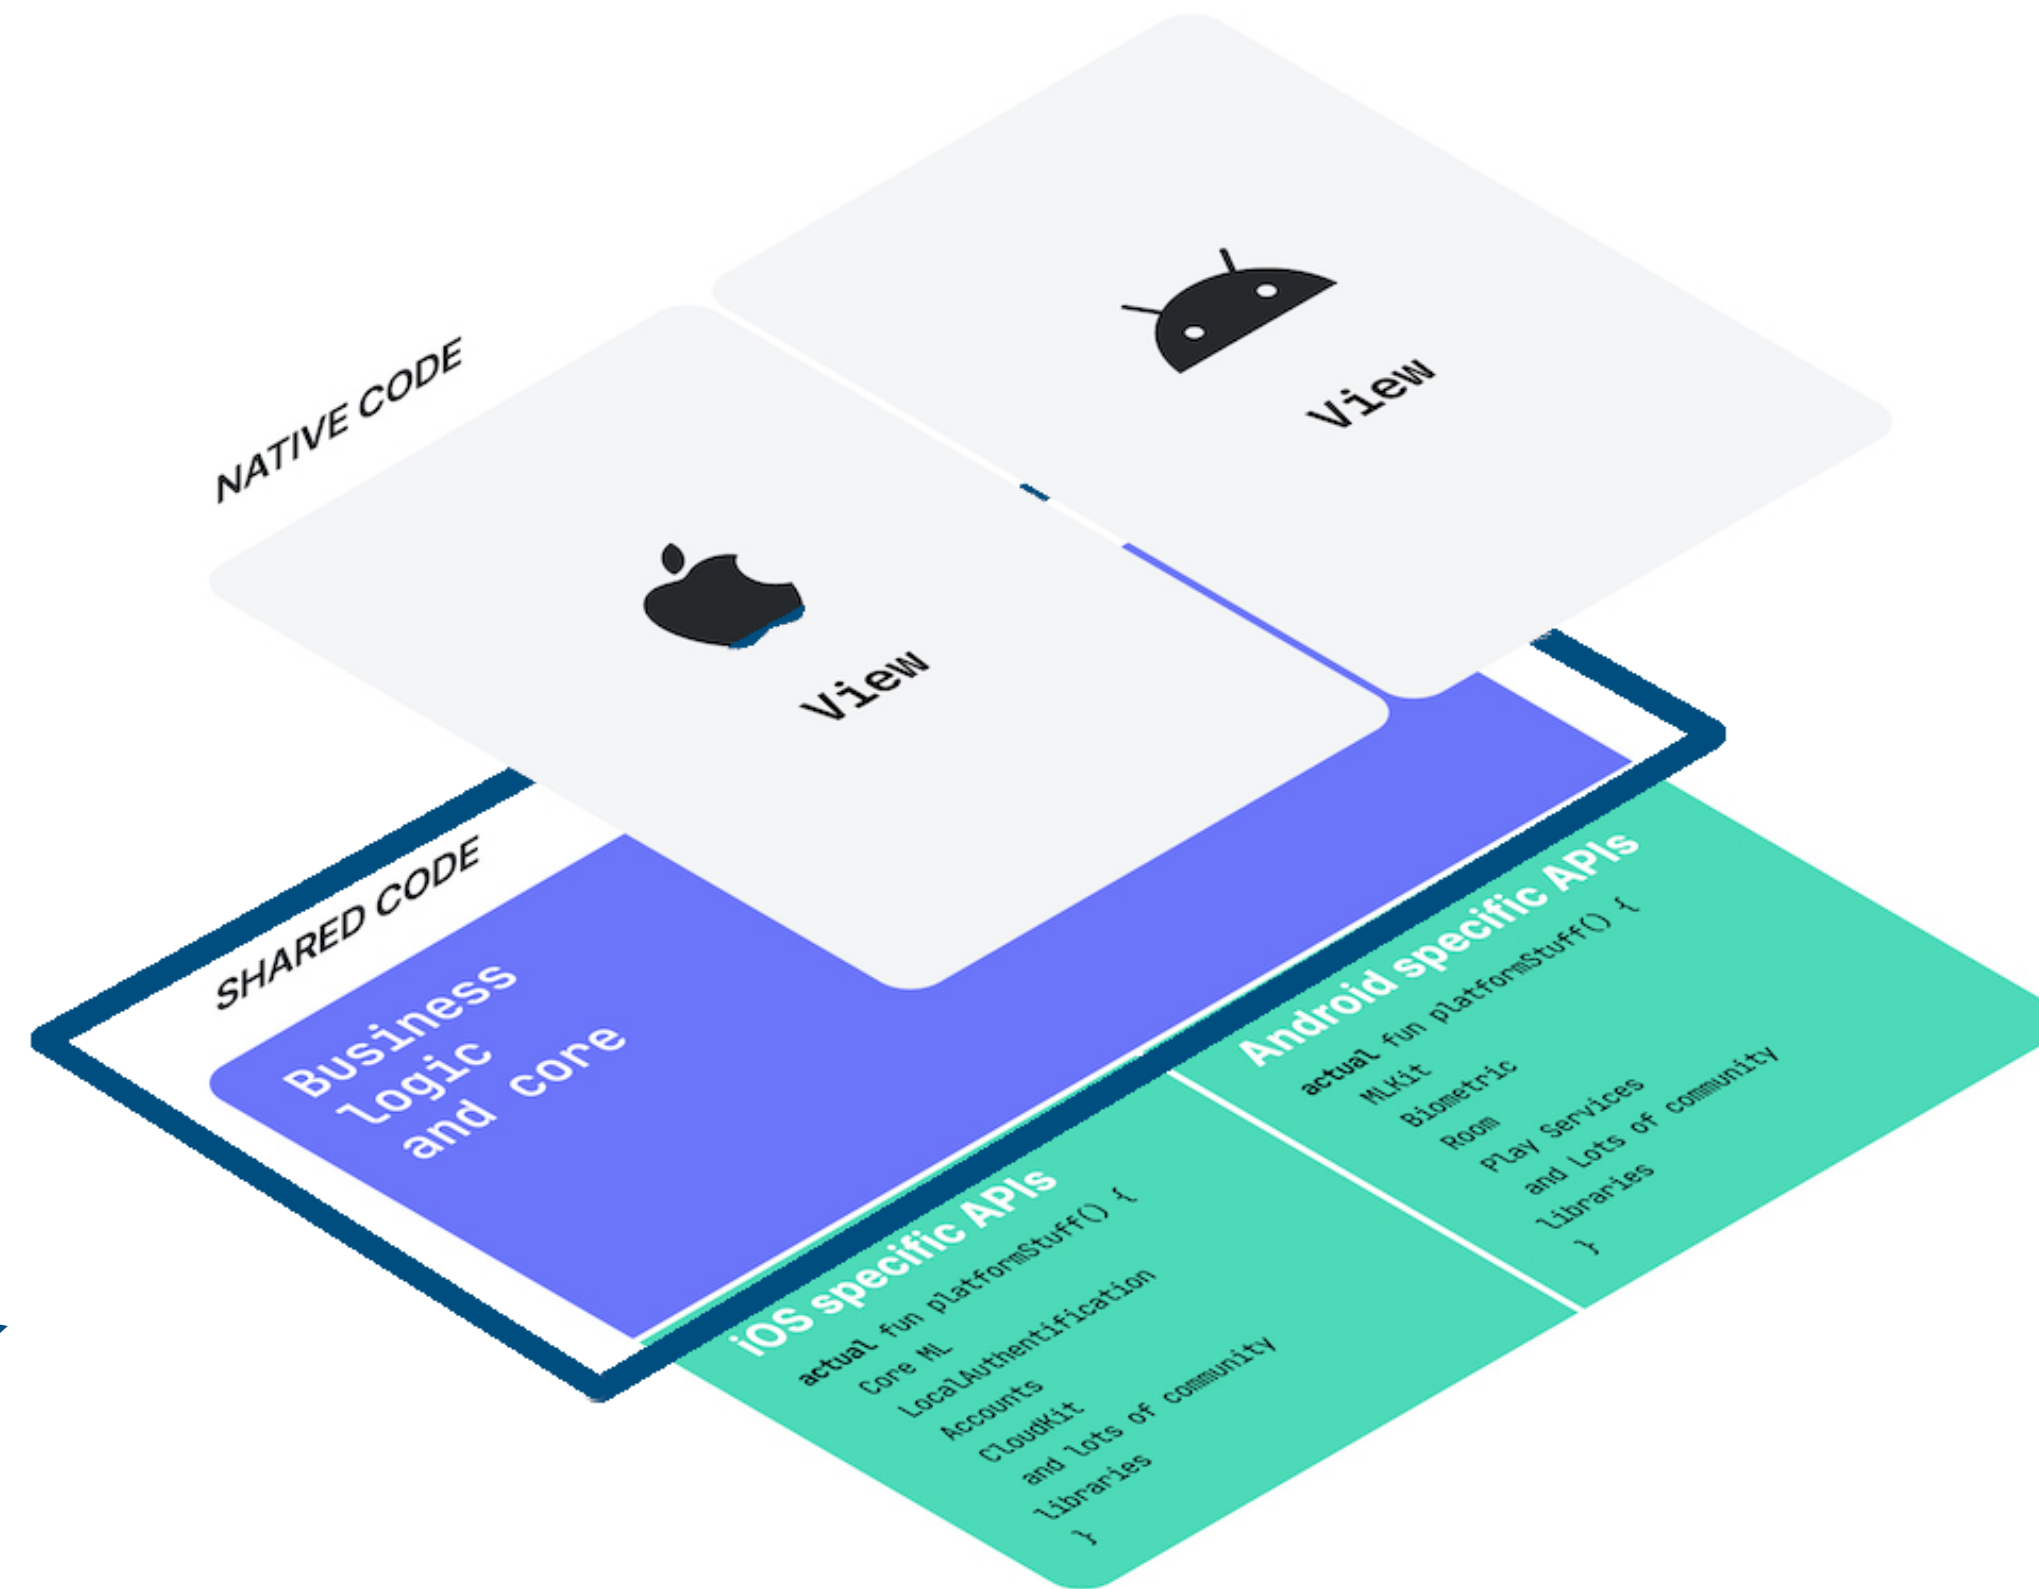 NATIVE CODE
View
View
SHARED CODE
Business
logic
and core
iOS specific APIs
actual fun platformStuff() {
Core ML
LocalAuthentification
Accounts
CloudKit
and lots of community
libraries
}
Android specific APIs
actual fun platformStuff() {
MLKit
Biometric
Room
Play Services
and Lots of community
libraries
}